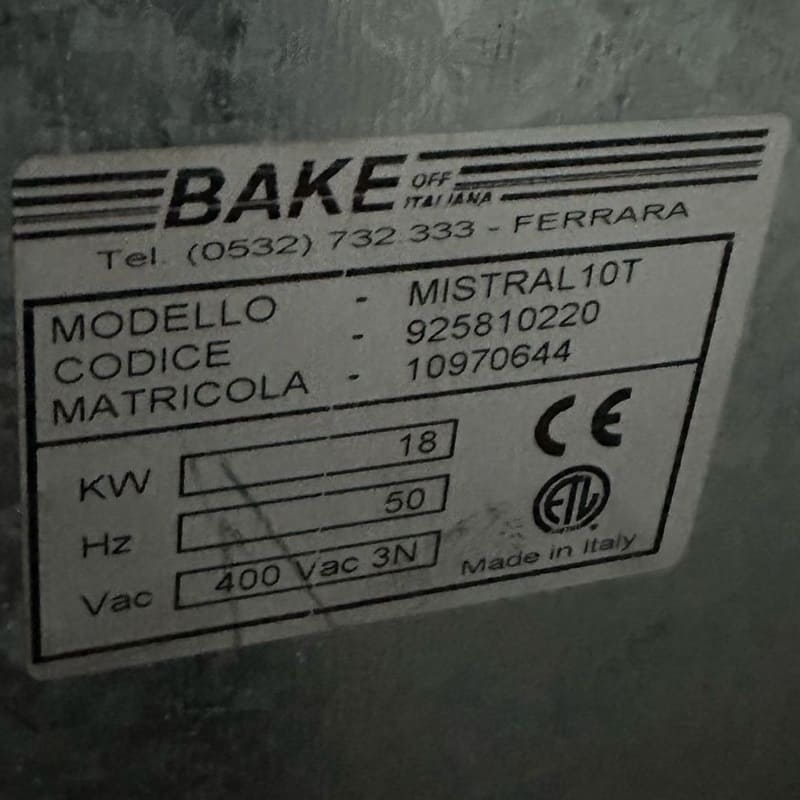 BAKE OFF ITALIANA
Tel. (0532) 732 333 - FERRARA
MODELLO - MISTRAL10T
CODICE - 925810220
MATRICOLA - 10970644
KW 18
Hz 50
Vac 400 Vac 3N
CE
ETL
Made in Italy